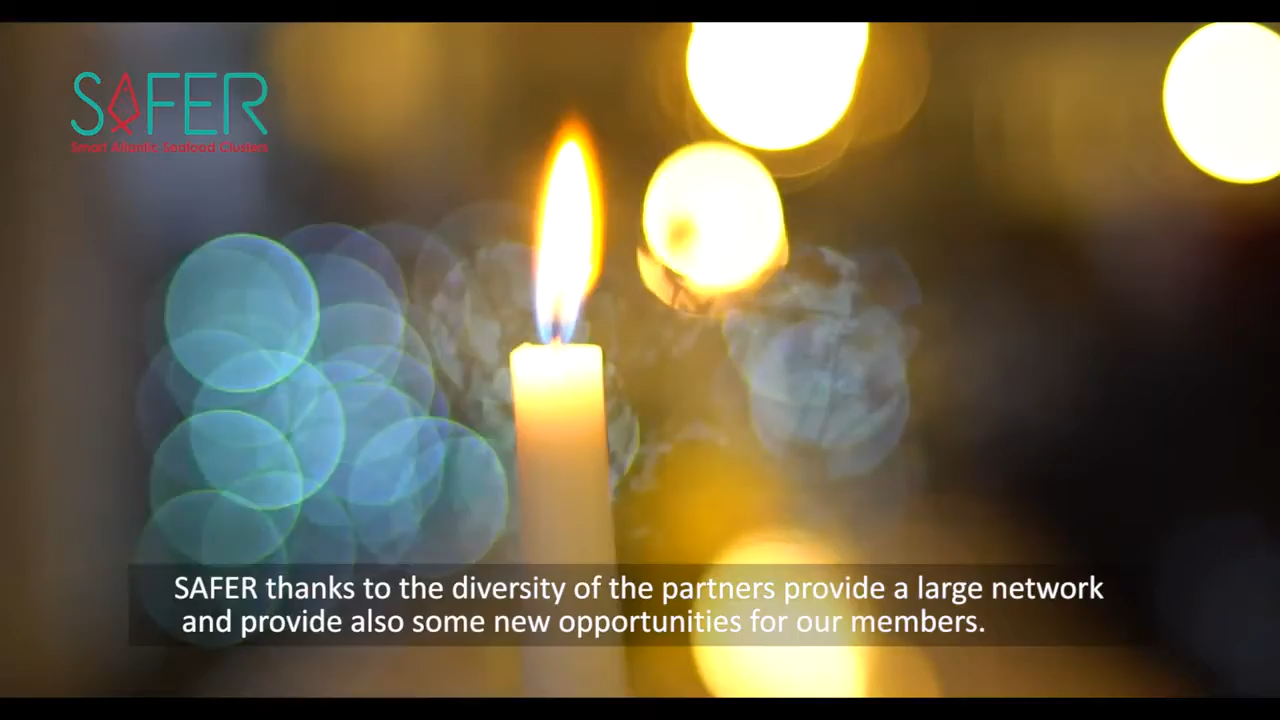 SAFER
Smart Atlantic Seafood Clusters
SAFER thanks to the diversity of the partners provide a large network
and provide also some new opportunities for our members.